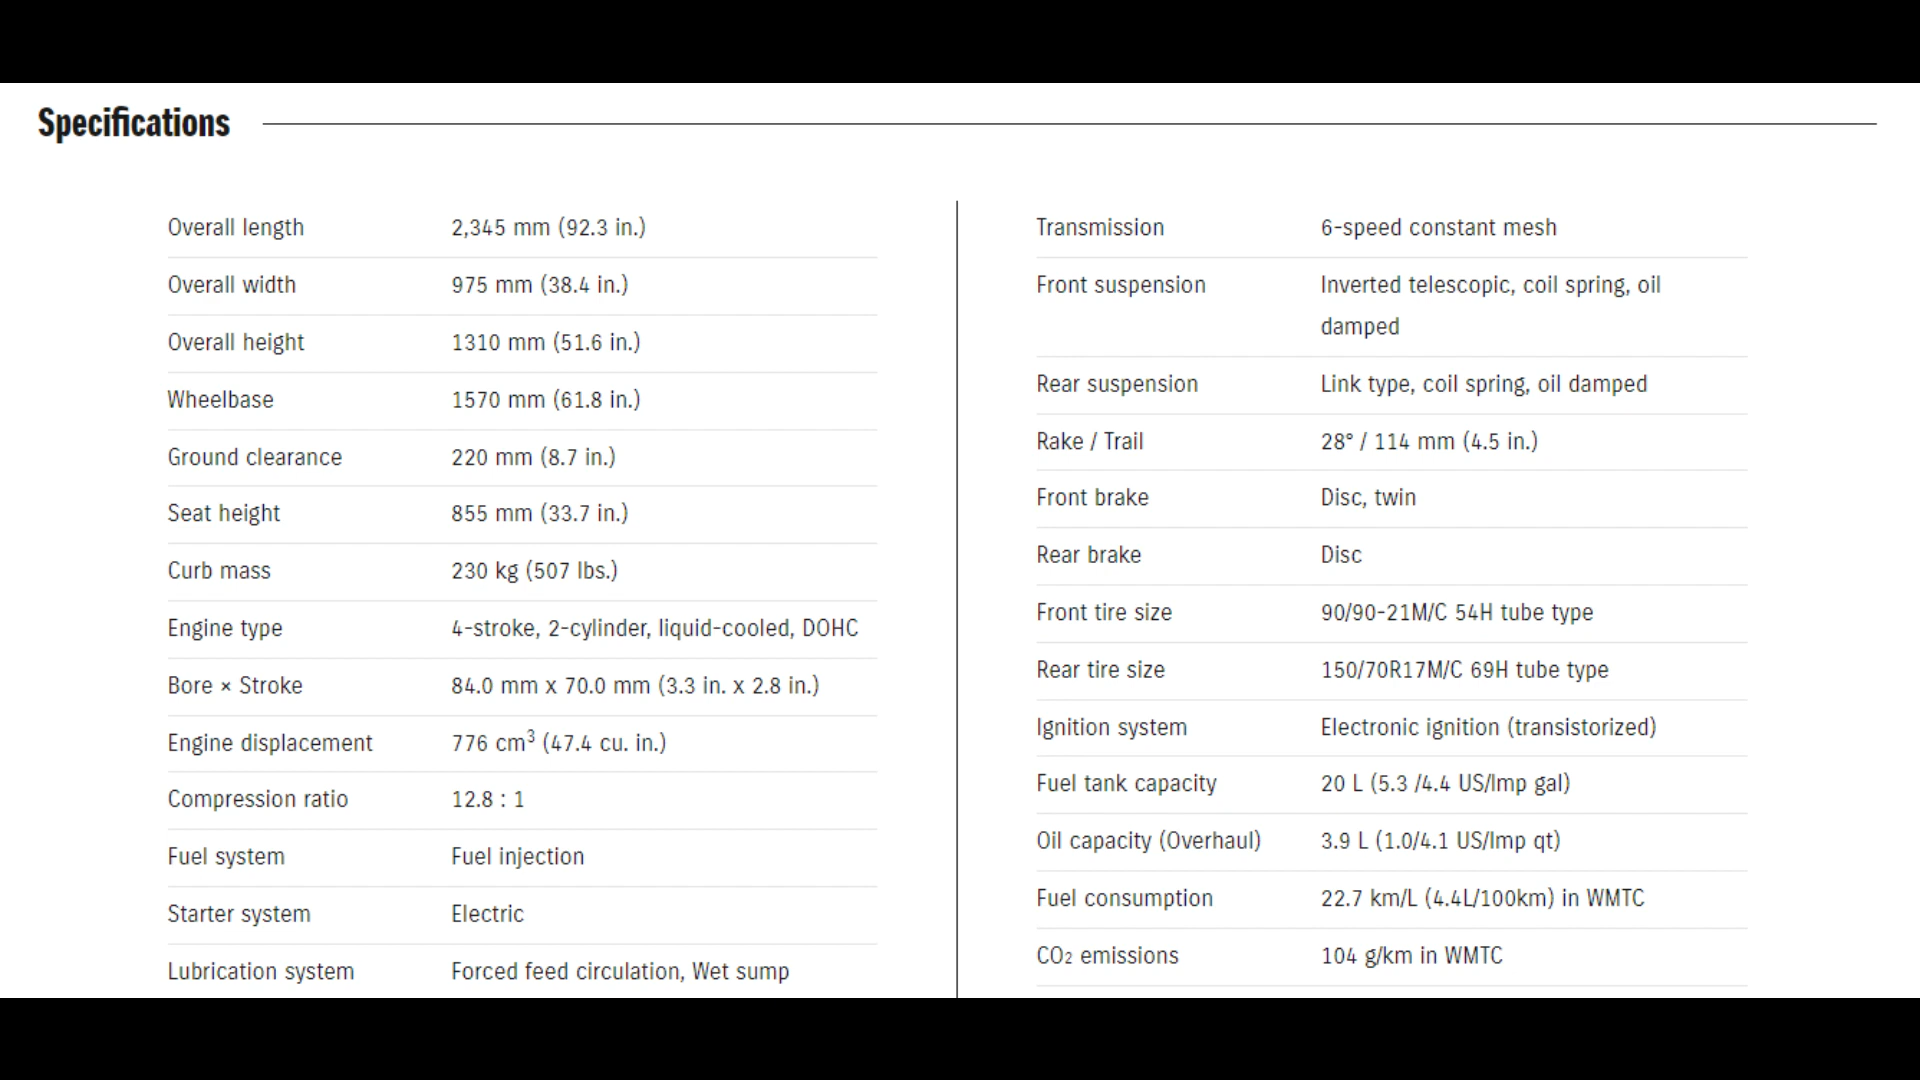 Specifications
Overall length 2,345 mm (92.3 in.)
Overall width 975 mm (38.4 in.)
Overall height 1310 mm (51.6 in.)
Wheelbase 1570 mm (61.8 in.)
Ground clearance 220 mm (8.7 in.)
Seat height 855 mm (33.7 in.)
Curb mass 230 kg (507 lbs.)
Engine type 4-stroke, 2-cylinder, liquid-cooled, DOHC
Bore × Stroke 84.0 mm x 70.0 mm (3.3 in. x 2.8 in.)
Engine displacement 776 cm³ (47.4 cu. in.)
Compression ratio 12.8 : 1
Fuel system Fuel injection
Starter system Electric
Lubrication system Forced feed circulation, Wet sump
Transmission 6-speed constant mesh
Front suspension Inverted telescopic, coil spring, oil
damped
Rear suspension Link type, coil spring, oil damped
Rake / Trail 28° / 114 mm (4.5 in.)
Front brake Disc, twin
Rear brake Disc
Front tire size 90/90-21M/C 54H tube type
Rear tire size 150/70R17M/C 69H tube type
Ignition system Electronic ignition (transistorized)
Fuel tank capacity 20 L (5.3 /4.4 US/Imp gal)
Oil capacity (Overhaul) 3.9 L (1.0/4.1 US/Imp qt)
Fuel consumption 22.7 km/L (4.4L/100km) in WMTC
CO₂ emissions 104 g/km in WMTC